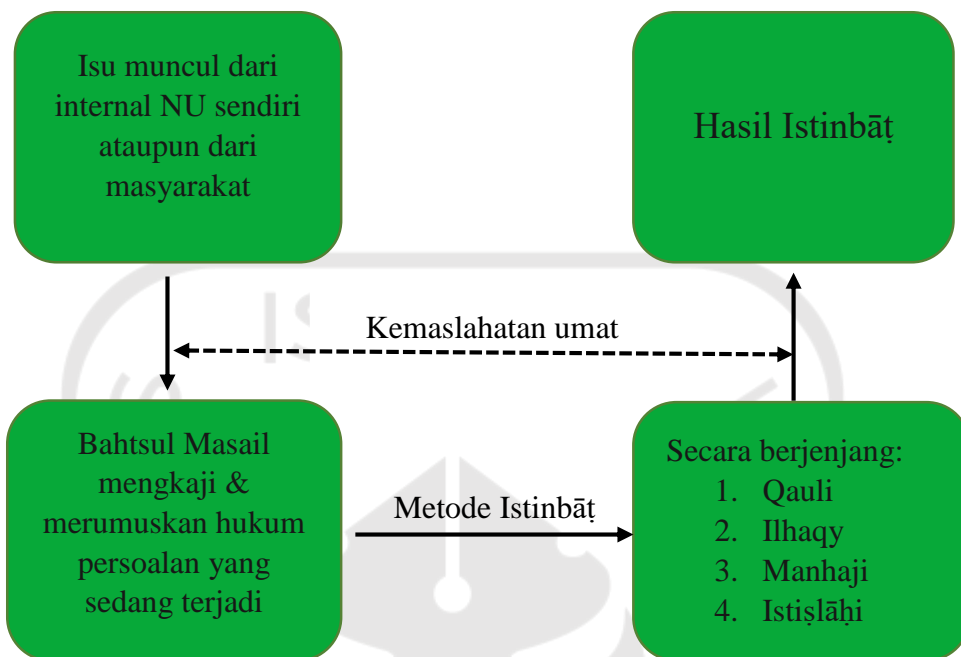 Isu muncul dari
internal NU sendiri
ataupun dari
masyarakat
Hasil Istinbāṭ
Kemaslahatan umat
Bahtsul Masail
mengkaji &
merumuskan hukum
persoalan yang
sedang terjadi
Metode Istinbāṭ
Secara berjenjang:
1. Qauli
2. Ilhaqy
3. Manhaji
4. Istiṣlāḥi